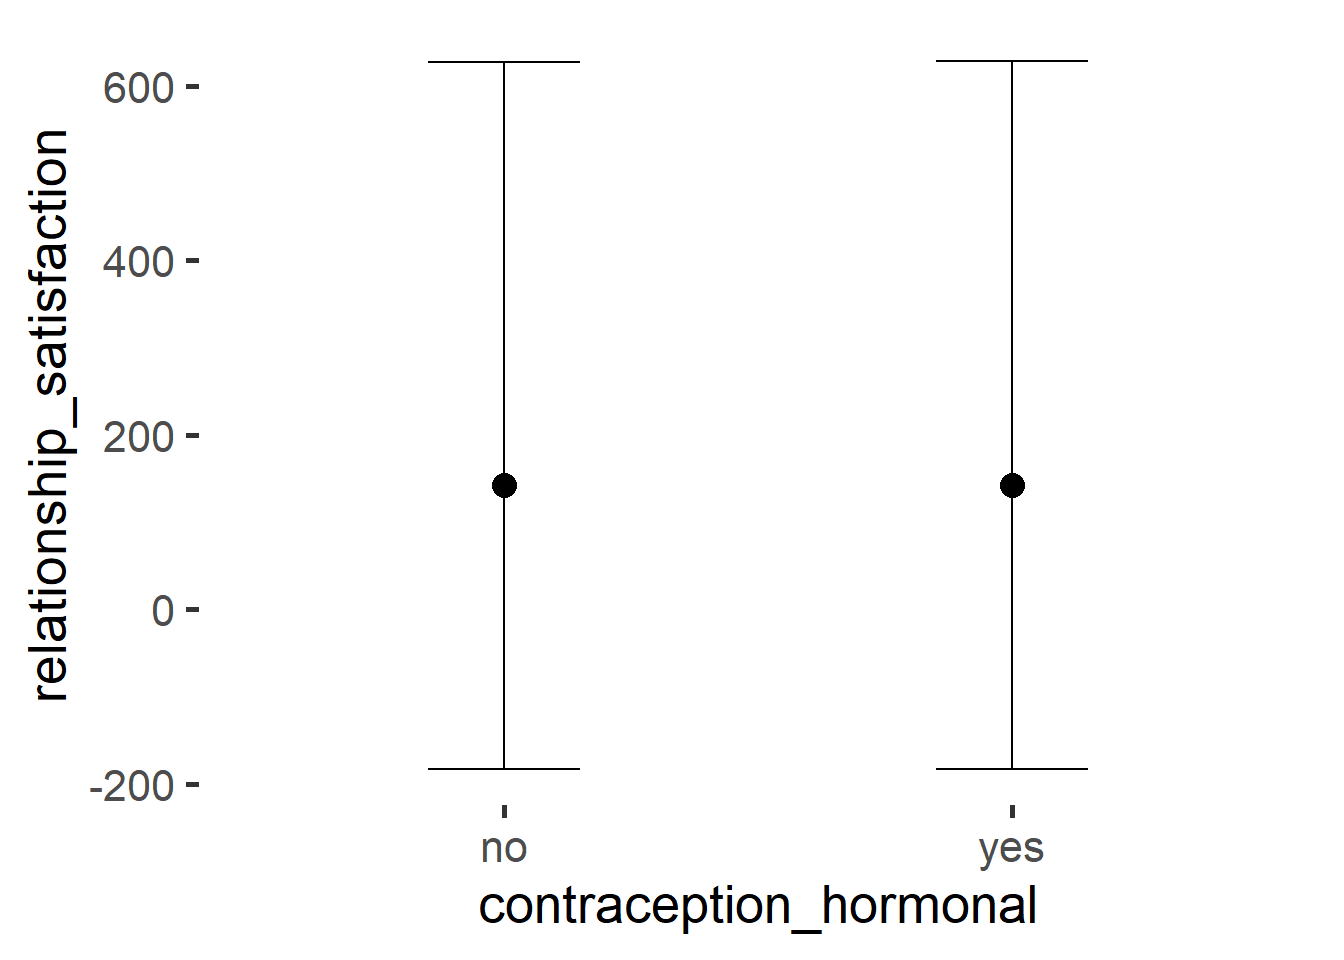 relationship_satisfaction
600
400
200
0
-200
no yes
contraception_hormonal